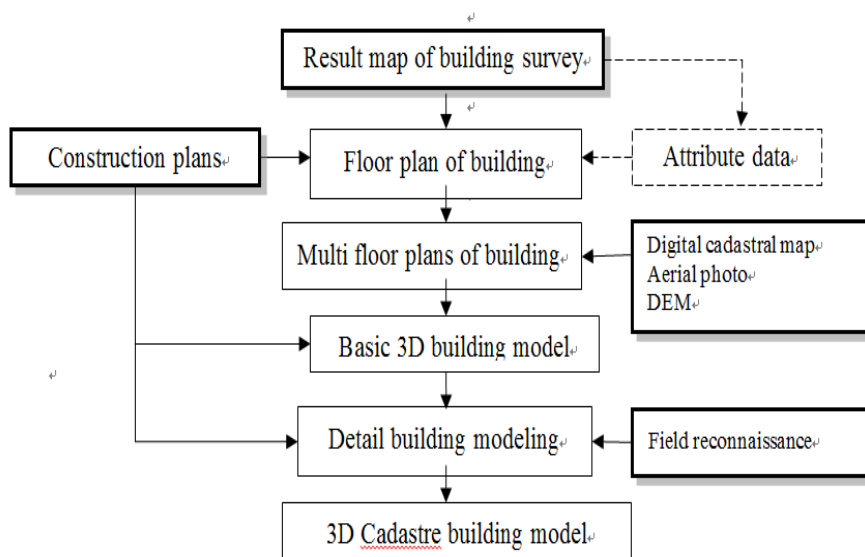 Result map of building survey
Construction plans
Floor plan of building
Attribute data
Multi floor plans of building
Digital cadastral map
Aerial photo
DEM
Basic 3D building model
Detail building modeling
Field reconnaissance
3D Cadastre building model